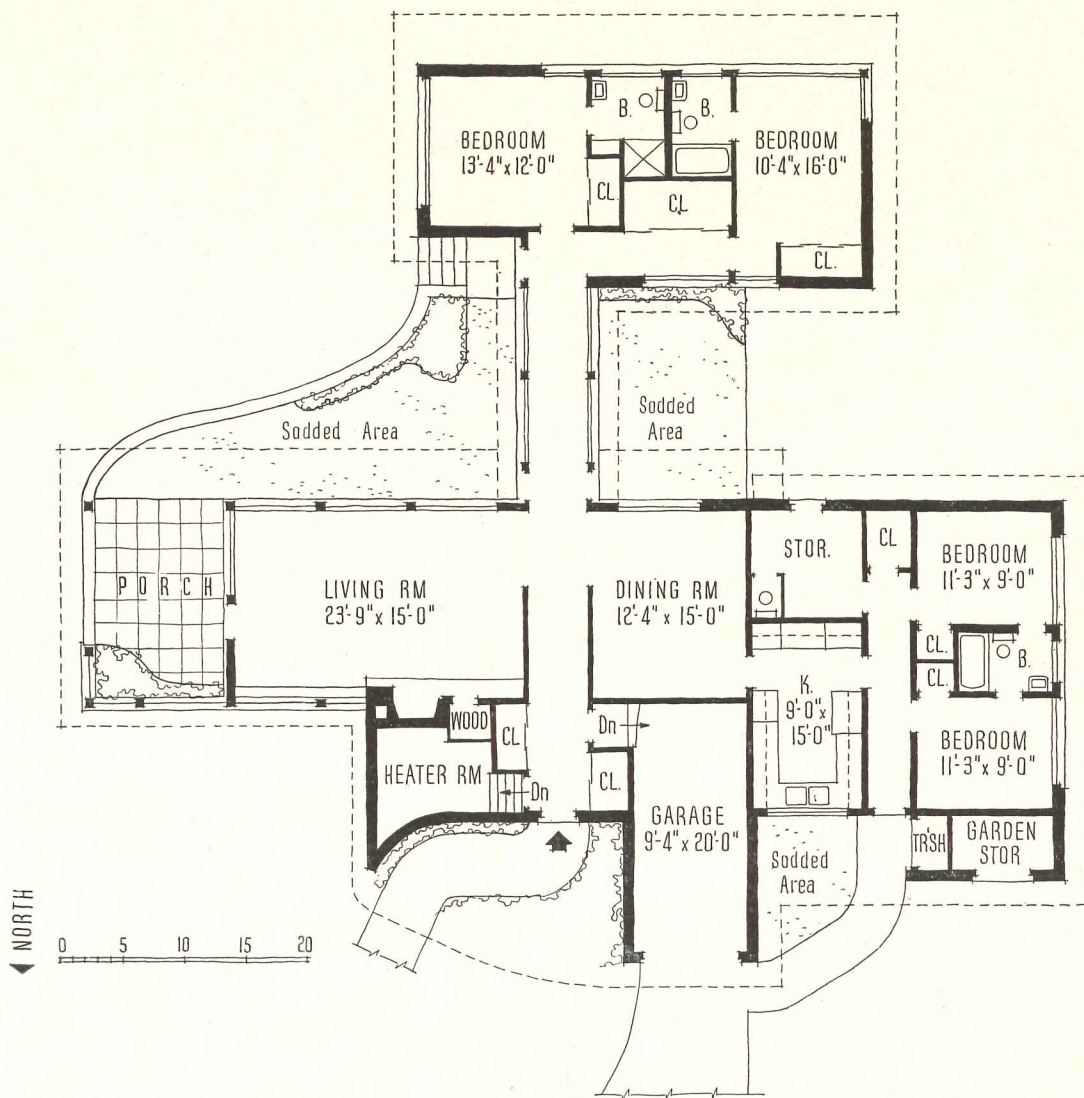 B.
B.
BEDROOM
13'-4" x 12'-0"
BEDROOM
10'-4" x 16'-0"
CL.
CL
CL.
Sodded Area
Sodded
Area
PORCH
LIVING RM
23'-9" x 15'-0"
DINING RM
12'-4" x 15'-0"
STOR.
CL
BEDROOM
11'-3" x 9'-0"
CL.
B.
CL.
K.
9'-0" x
15'-0"
BEDROOM
11'-3" x 9'-0"
WOOD
CL
Dn
HEATER RM
Dn
CL.
GARAGE
9'-4" x 20'-0"
Sodded
Area
TR'SH
GARDEN
STOR
NORTH
0 5 10 15 20